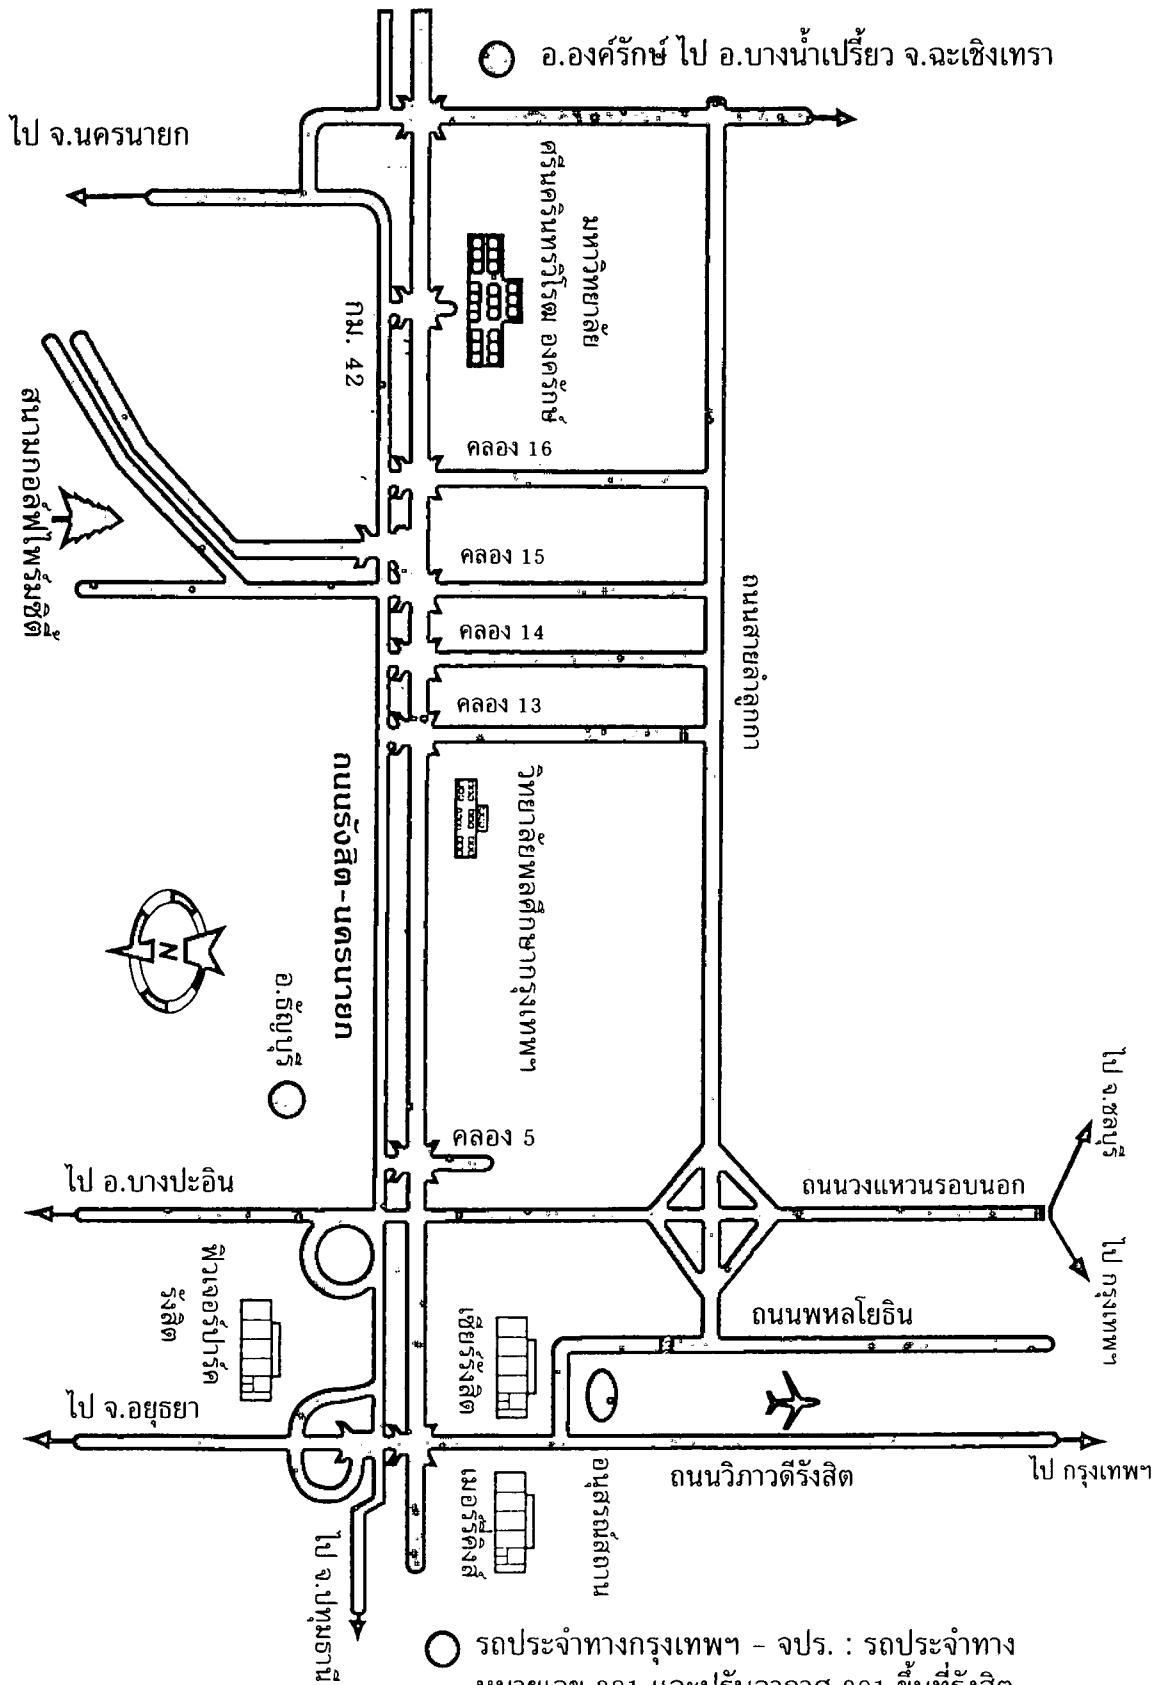 อ.องค์รักษ์ ไป อ.บางน้ำเปรี้ยว จ.ฉะเชิงเทรา
ไป จ.นครนายก
มหาวิทยาลัย
ศรีนครินทรวิโรฒ องครักษ์
กม. 42
คลอง 16
สนามกอล์ฟไพร้มซิตี้
คลอง 15
คลอง 14
คลอง 13
ถนนสายลำลูกกา
ถนนรังสิต-นครนายก
วิทยาลัยพลศึกษากรุงเทพฯ
N
อ.ธัญบุรี
คลอง 5
ไป อ.บางปะอิน
ถนนวงแหวนรอบนอก
ไป จ.ชลบุรี
ไป กรุงเทพฯ
ฟิวเจอร์ปาร์ค
รังสิต
เซียร์รังสิต
ถนนพหลโยธิน
ไป จ.อยุธยา
ถนนวิภาวดีรังสิต
ไป กรุงเทพฯ
อนุสรณ์สถาน
เมอร์รี่คิงส์
ไป จ.ปทุมธานี
รถประจำทางกรุงเทพฯ - จปร. : รถประจำทาง